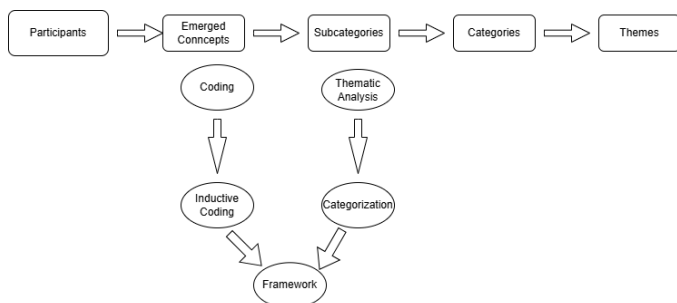 Participants
Emerged
Conncepts
Subcategories
Categories
Themes
Coding
Thematic
Analysis
Inductive
Coding
Categorization
Framework